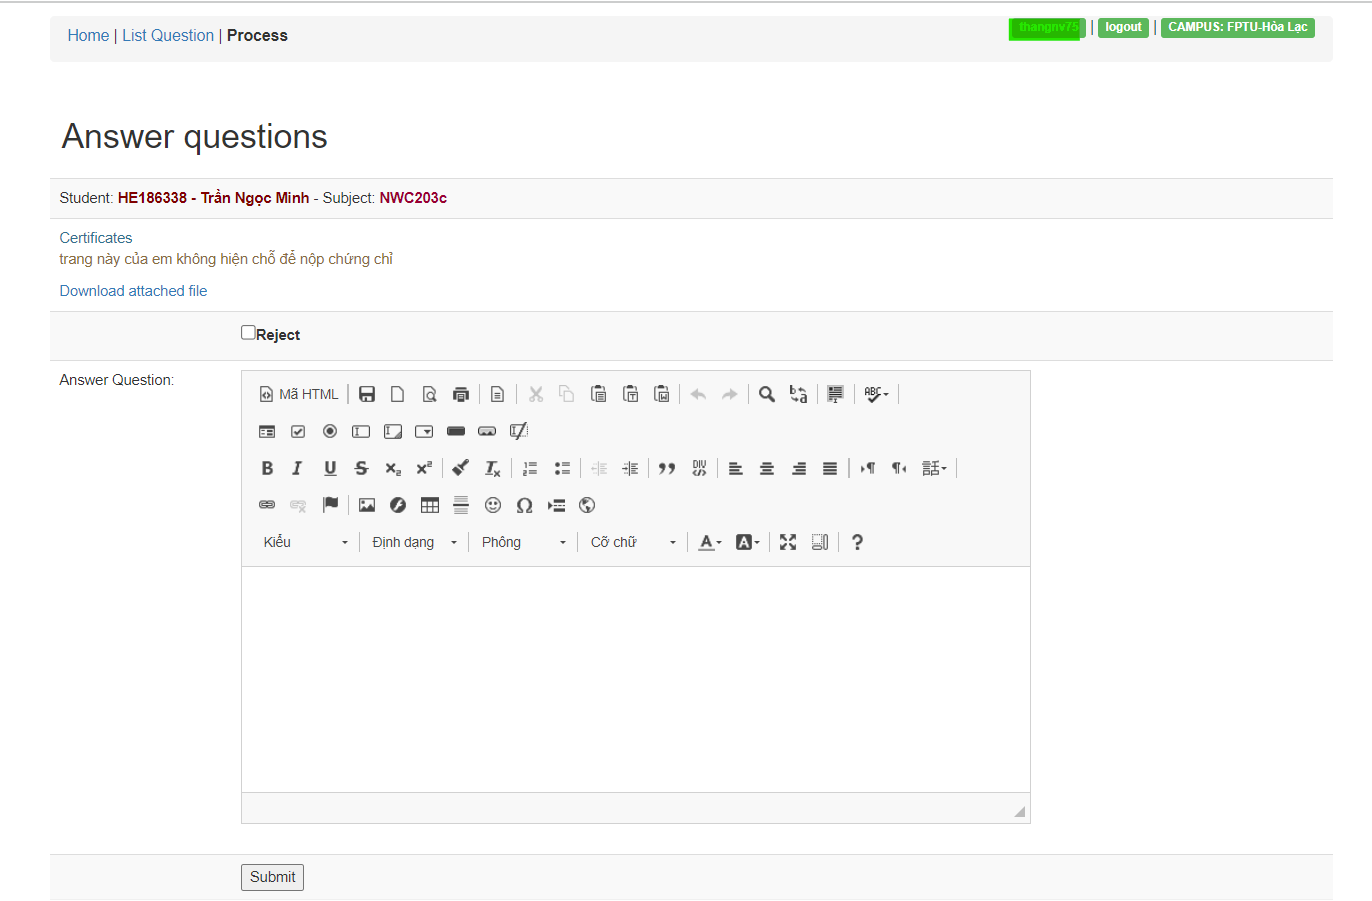 Home | List Question | Process
thangnv75 | logout | CAMPUS: FPTU-Hòa Lạc
Answer questions
Student: HE186338 - Trần Ngọc Minh - Subject: NWC203c
Certificates
trang này của em không hiện chỗ để nộp chứng chỉ
Download attached file
Reject
Answer Question:
Mã HTML
Kiểu Định dạng Phông Cỡ chữ
Submit